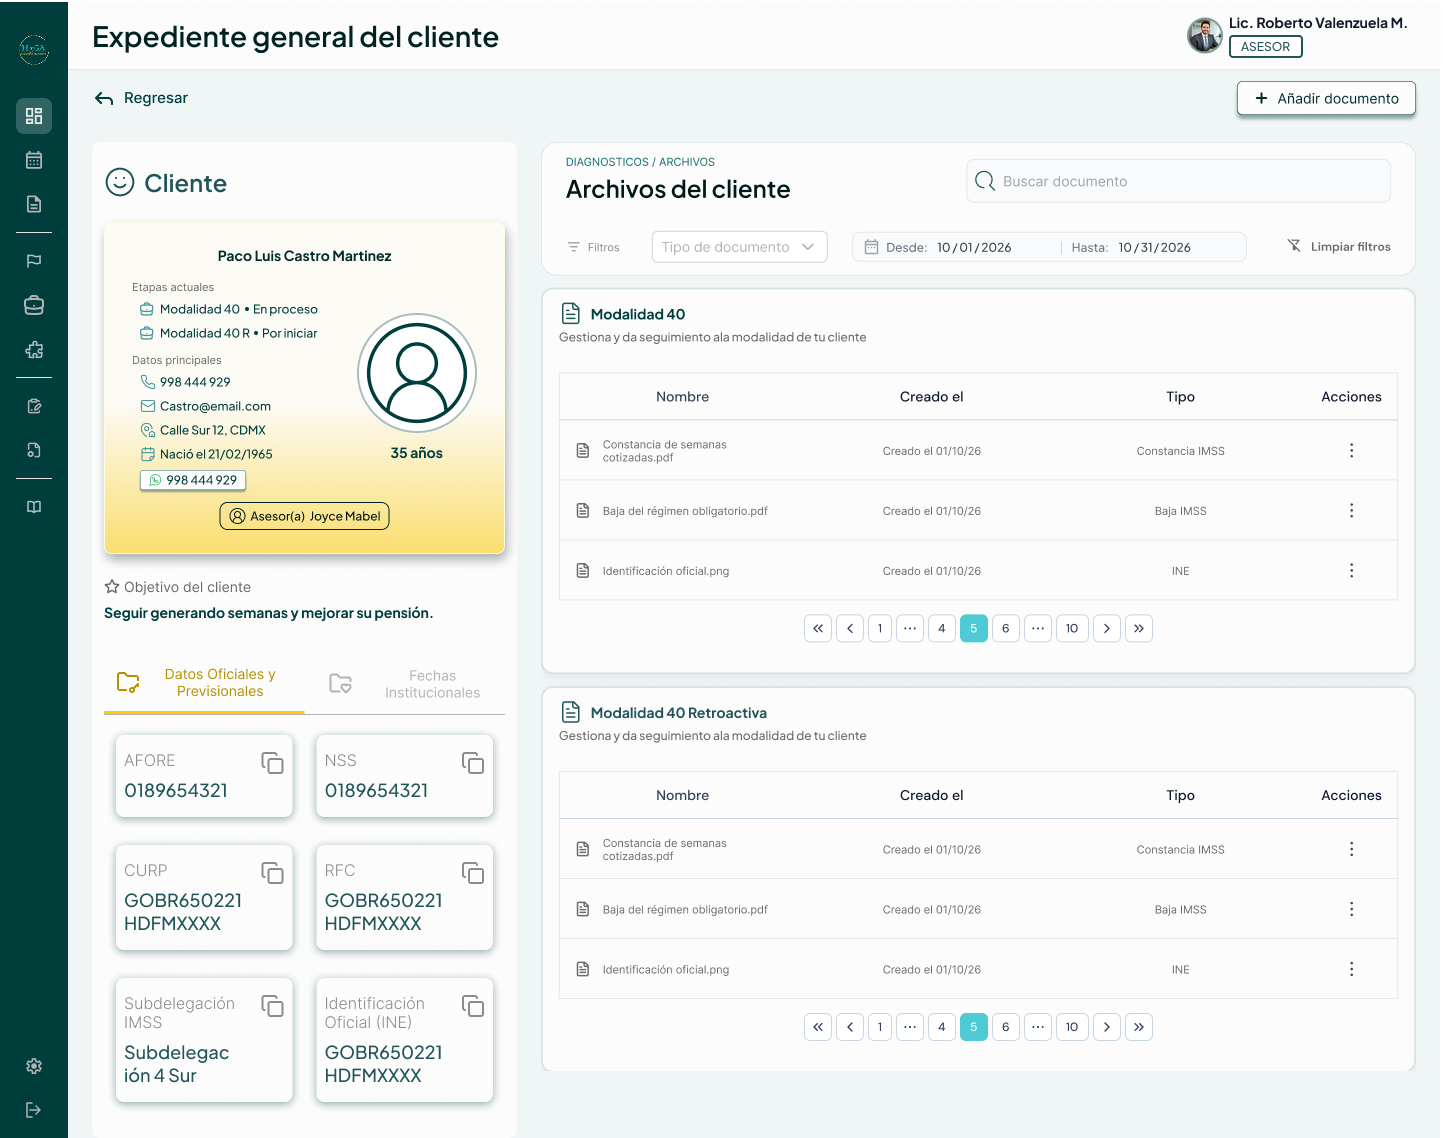 Expediente general del cliente
Lic. Roberto Valenzuela M.
ASESOR
Regresar
Añadir documento
Cliente
Paco Luis Castro Martinez
Etapas actuales
Modalidad 40 • En proceso
Modalidad 40 R • Por iniciar
Datos principales
998 444 929
Castro@email.com
Calle Sur 12, CDMX
Nació el 21/02/1965
998 444 929
35 años
Asesor(a) Joyce Mabel
Objetivo del cliente
Seguir generando semanas y mejorar su pensión.
Datos Oficiales y
Previsionales
Fechas
Institucionales
AFORE
0189654321
NSS
0189654321
CURP
GOBR650221
HDFMXXXX
RFC
GOBR650221
HDFMXXXX
Subdelegación
IMSS
Subdelegac
ión 4 Sur
Identificación
Oficial (INE)
GOBR650221
HDFMXXXX
DIAGNOSTICOS / ARCHIVOS
Archivos del cliente
Buscar documento
Filtros
Tipo de documento
Desde: 10/01/2026
Hasta: 10/31/2026
Limpiar filtros
Modalidad 40
Gestiona y da seguimiento ala modalidad de tu cliente
Nombre Creado el Tipo Acciones
Constancia de semanas
cotizadas.pdf
Creado el 01/10/26
Constancia IMSS
Baja del régimen obligatorio.pdf
Creado el 01/10/26
Baja IMSS
Identificación oficial.png
Creado el 01/10/26
INE
« < 1 ··· 4 5 6 ··· 10 > »
Modalidad 40 Retroactiva
Gestiona y da seguimiento ala modalidad de tu cliente
Nombre Creado el Tipo Acciones
Constancia de semanas
cotizadas.pdf
Creado el 01/10/26
Constancia IMSS
Baja del régimen obligatorio.pdf
Creado el 01/10/26
Baja IMSS
Identificación oficial.png
Creado el 01/10/26
INE
« < 1 ··· 4 5 6 ··· 10 > »